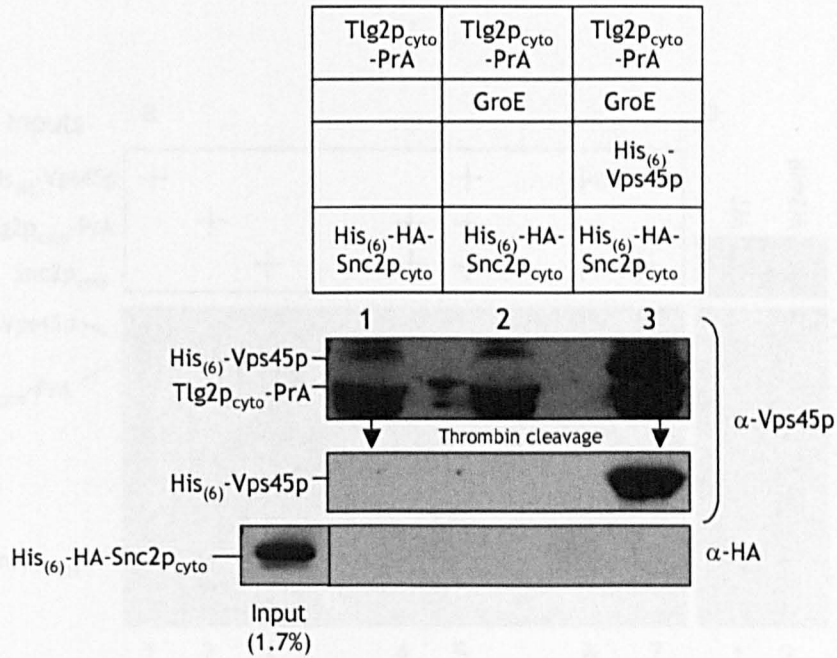 Tlg2pcyto Tlg2pcyto Tlg2pcyto
-PrA -PrA -PrA
GroE GroE
His(6)-
Vps45p
His(6)-HA- His(6)-HA- His(6)-HA-
Snc2pcyto Snc2pcyto Snc2pcyto
1 2 3
His(6)-Vps45p
Tlg2pcyto-PrA
α-Vps45p
Thrombin cleavage
His(6)-Vps45p
His(6)-HA-Snc2pcyto
α-HA
Input
(1.7%)